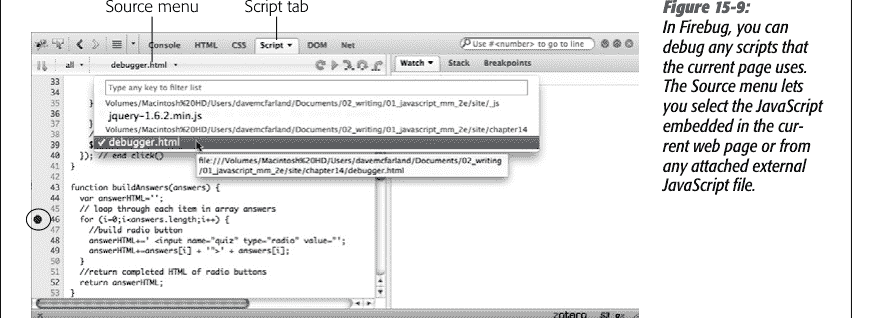 Source menu
Script tab
Console HTML CSS Script DOM Net
Use #<number> to go to line
all debugger.html
Watch Stack Breakpoints
33
34
35 }
36
37 }
38 //
39 $
Type any key to filter list
Volumes/Macintosh%20HD/Users/davemcfarland/Documents/02_writing/01_javascript_mm_2e/site/_js
jquery-1.6.2.min.js
Volumes/Macintosh%20HD/Users/davemcfarland/Documents/02_writing/01_javascript_mm_2e/site/chapter14
✓ debugger.html
file:///Volumes/Macintosh%20HD/Users/davemcfarland/Documents/02_writing
/01_javascript_mm_2e/site/chapter14/debugger.html
40 }); // end click()
41 }
42
43 function buildAnswers(answers) {
44 var answerHTML='';
45 // loop through each item in array answers
46 for (i=0;i<answers.length;i++) {
47 //build radio button
48 answerHTML+=' <input name="quiz" type="radio" value="';
49 answerHTML+=answers[i] + '">' + answers[i];
50 }
51 //return completed HTML of radio buttons
52 return answerHTML;
53 }
zotero
Figure 15-9:
In Firebug, you can
debug any scripts that
the current page uses.
The Source menu lets
you select the JavaScript
embedded in the cur-
rent web page or from
any attached external
JavaScript file.